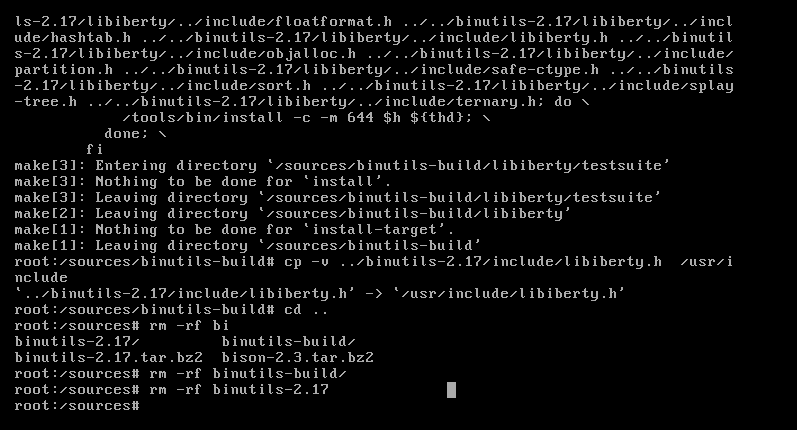 ls-2.17/libiberty/../include/floatformat.h ../../binutils-2.17/libiberty/../incl
ude/hashtab.h ../../binutils-2.17/libiberty/../include/libiberty.h ../../binutil
s-2.17/libiberty/../include/objalloc.h ../../binutils-2.17/libiberty/../include/
partition.h ../../binutils-2.17/libiberty/../include/safe-ctype.h ../../binutils
-2.17/libiberty/../include/sort.h ../../binutils-2.17/libiberty/../include/splay
-tree.h ../../binutils-2.17/libiberty/../include/ternary.h; do \
            /tools/bin/install -c -m 644 $h ${thd}; \
          done; \
        fi
make[3]: Entering directory `/sources/binutils-build/libiberty/testsuite'
make[3]: Nothing to be done for `install'.
make[3]: Leaving directory `/sources/binutils-build/libiberty/testsuite'
make[2]: Leaving directory `/sources/binutils-build/libiberty'
make[1]: Nothing to be done for `install-target'.
make[1]: Leaving directory `/sources/binutils-build'
root:/sources/binutils-build# cp -v ../binutils-2.17/include/libiberty.h  /usr/i
nclude
`../binutils-2.17/include/libiberty.h' -> `/usr/include/libiberty.h'
root:/sources/binutils-build# cd ..
root:/sources# rm -rf bi
binutils-2.17/         binutils-build/
binutils-2.17.tar.bz2  bison-2.3.tar.bz2
root:/sources# rm -rf binutils-build/
root:/sources# rm -rf binutils-2.17
root:/sources#